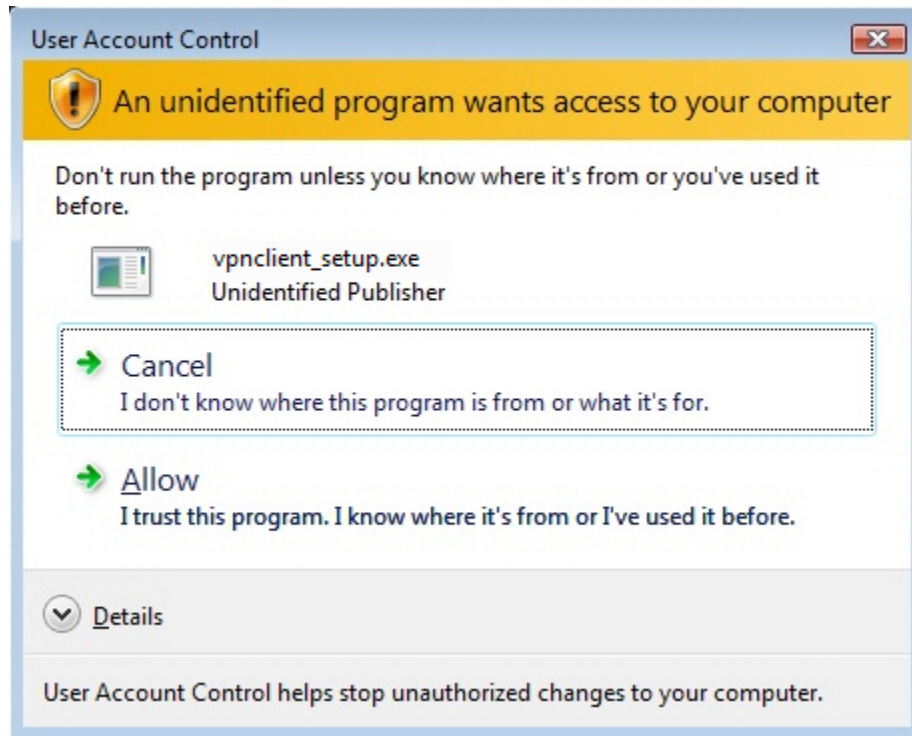 User Account Control
An unidentified program wants access to your computer
Don't run the program unless you know where it's from or you've used it
before.
vpnclient_setup.exe
Unidentified Publisher
Cancel
I don't know where this program is from or what it's for.
Allow
I trust this program. I know where it's from or I've used it before.
Details
User Account Control helps stop unauthorized changes to your computer.